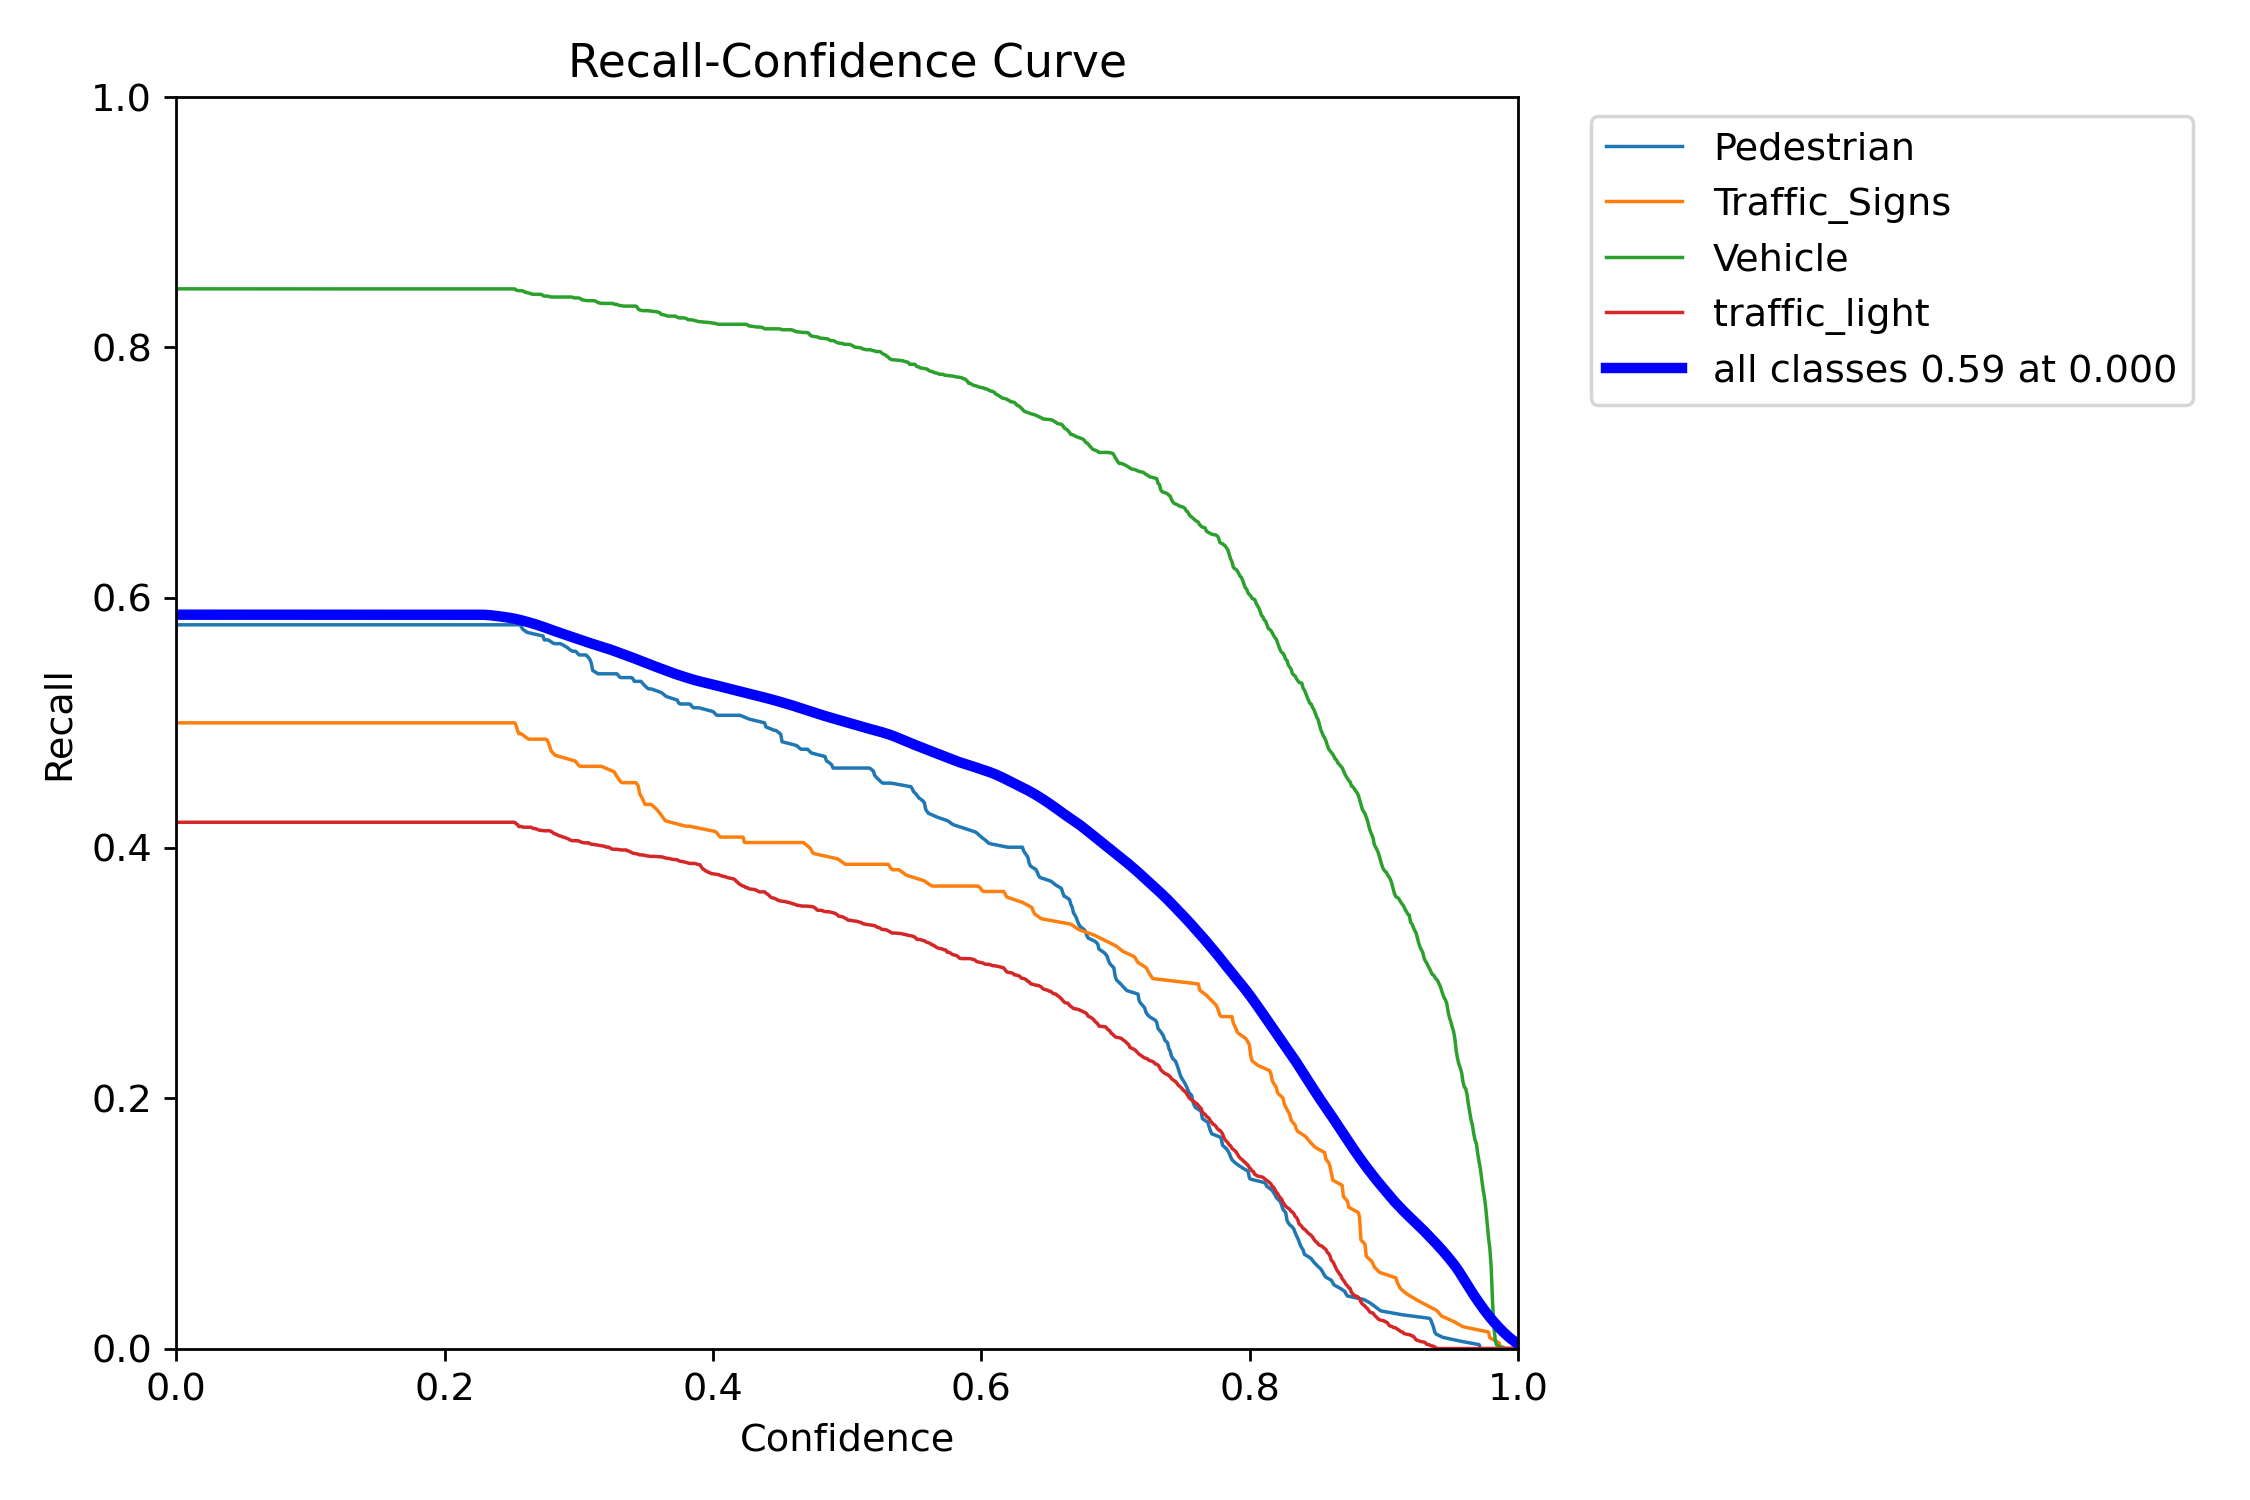 Recall-Confidence Curve
1.0
0.8
0.6
0.4
0.2
0.0
Recall
0.0 0.2 0.4 0.6 0.8 1.0
Confidence
Pedestrian
Traffic_Signs
Vehicle
traffic_light
all classes 0.59 at 0.000